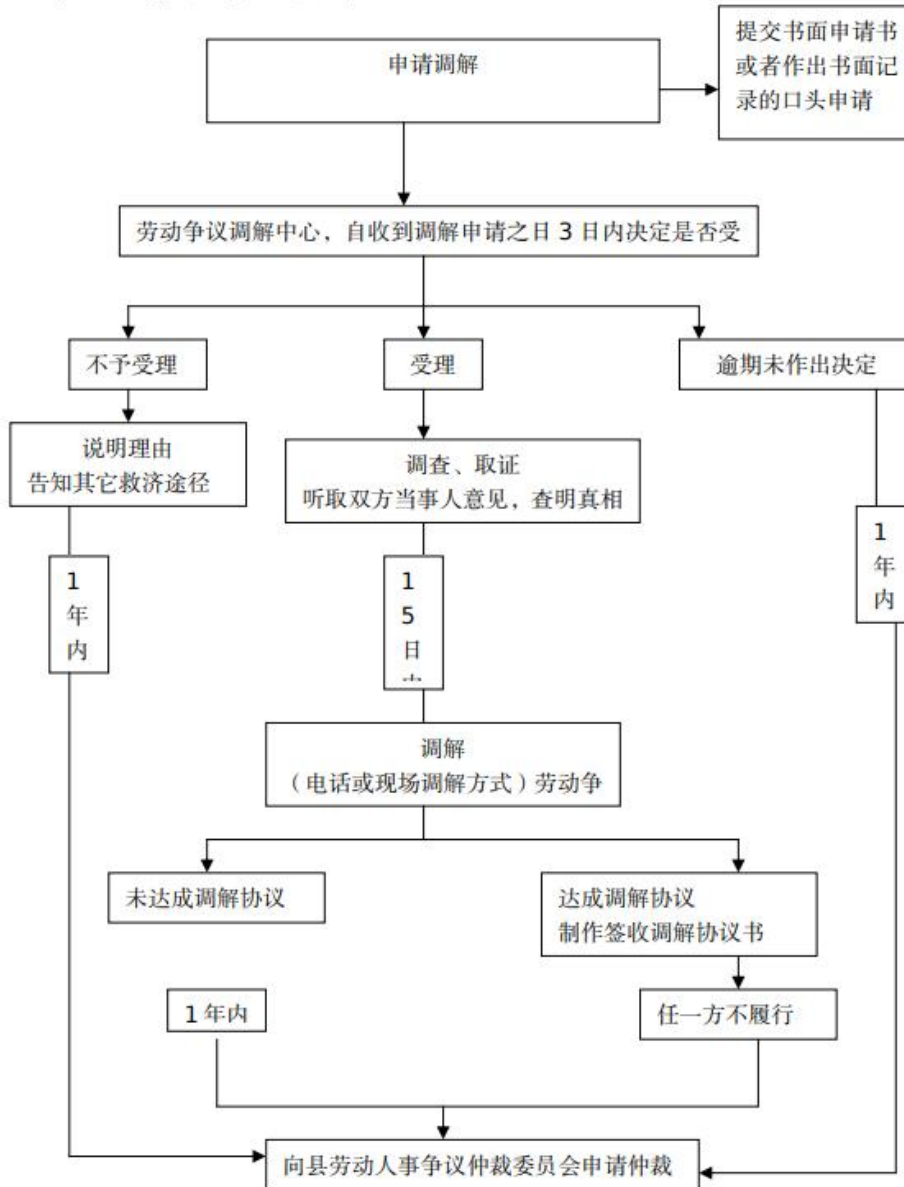 申请调解
提交书面申请书
或者作出书面记
录的口头申请
劳动争议调解中心，自收到调解申请之日 3 日内决定是否受
不予受理
受理
逾期未作出决定
说明理由
告知其它救济途径
调查、取证
听取双方当事人意见，查明真相
1
年
内
1
5
日
1
年
内
调解
（电话或现场调解方式）劳动争
未达成调解协议
达成调解协议
制作签收调解协议书
1 年内
任一方不履行
向县劳动人事争议仲裁委员会申请仲裁